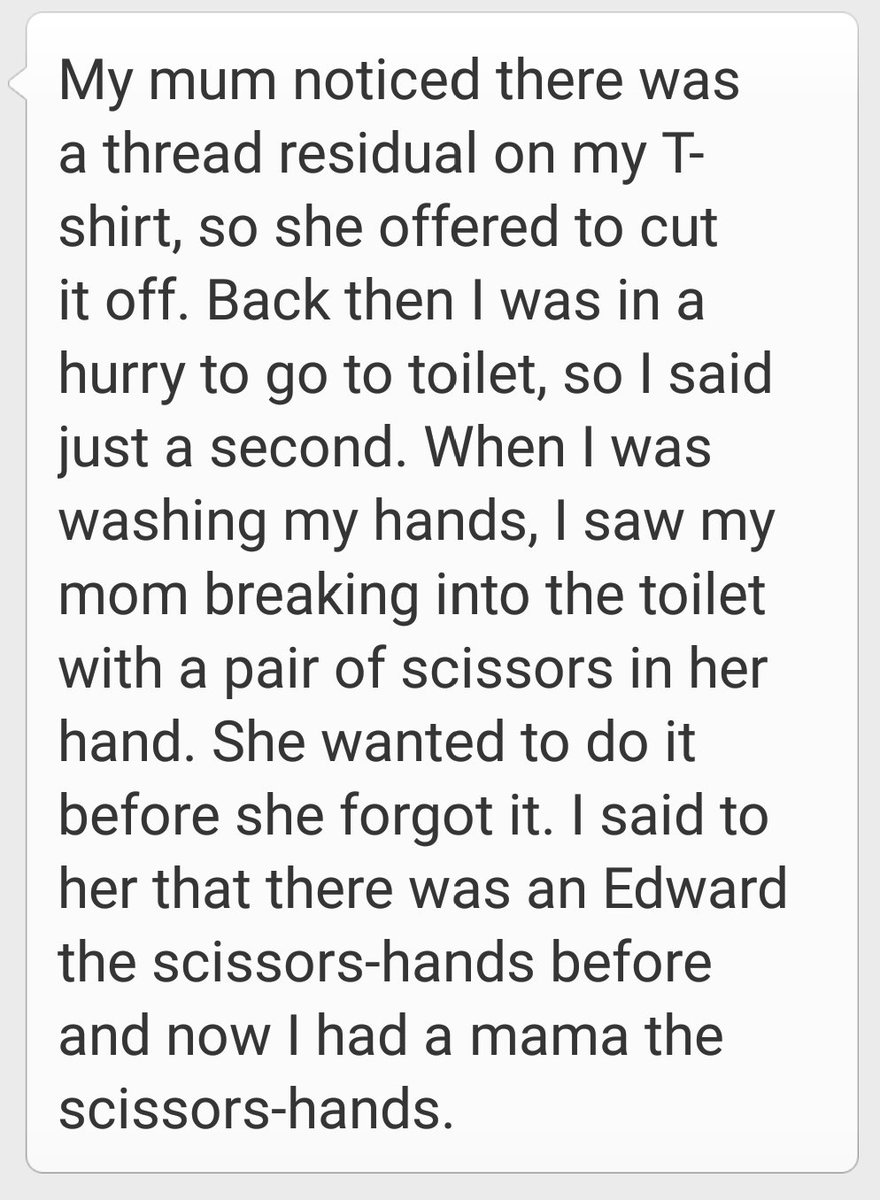 My mum noticed there was
a thread residual on my T-
shirt, so she offered to cut
it off. Back then I was in a
hurry to go to toilet, so I said
just a second. When I was
washing my hands, I saw my
mom breaking into the toilet
with a pair of scissors in her
hand. She wanted to do it
before she forgot it. I said to
her that there was an Edward
the scissors-hands before
and now I had a mama the
scissors-hands.